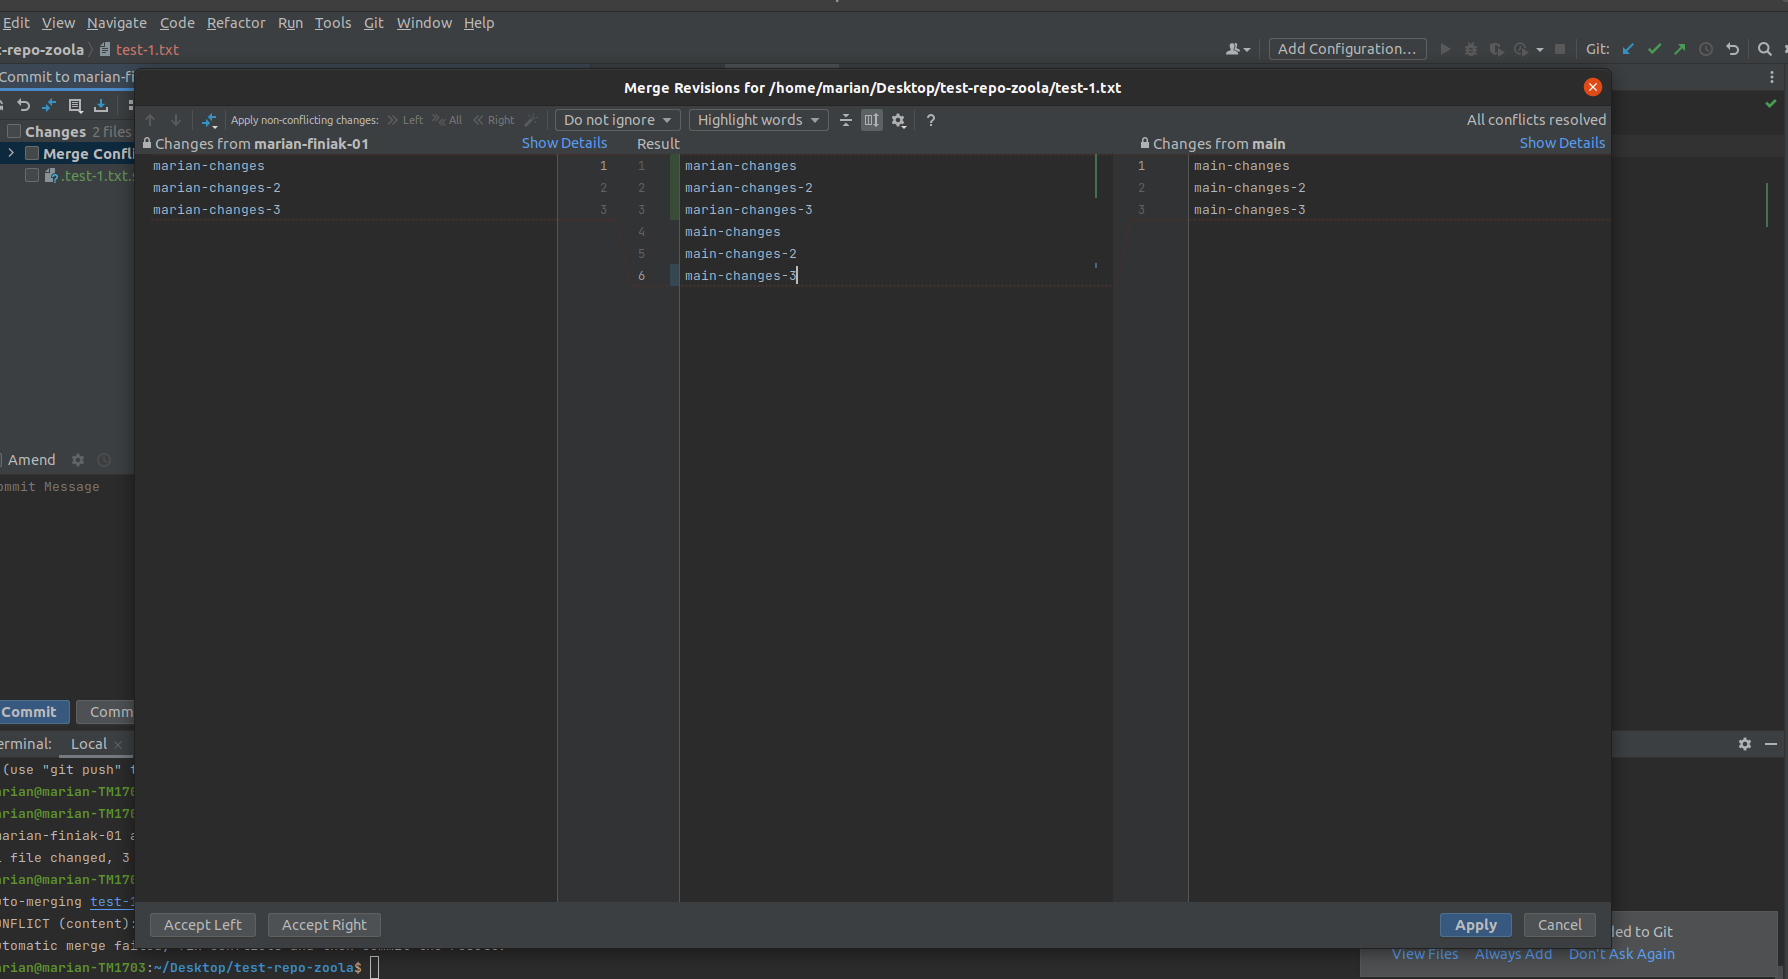 Edit View Navigate Code Refactor Run Tools Git Window Help
-repo-zoola test-1.txt Add Configuration... Git:
Commit to marian-fi
Merge Revisions for /home/marian/Desktop/test-repo-zoola/test-1.txt
Apply non-conflicting changes: Left All Right Do not ignore Highlight words ? All conflicts resolved
Changes 2 files
Changes from marian-finiak-01 Show Details Result Changes from main Show Details
Merge Confli
.test-1.txt.s
marian-changes 1 1 marian-changes 1 main-changes
marian-changes-2 2 2 marian-changes-2 2 main-changes-2
marian-changes-3 3 3 marian-changes-3 3 main-changes-3
4 main-changes
5 main-changes-2
6 main-changes-3
Amend
ommit Message
Commit Comm
erminal: Local
(use "git push" t
rian@marian-TM170
rian@marian-TM170
arian-finiak-01 a
file changed, 3
rian@marian-TM170
uto-merging test-1
ONFLICT (content):
utomatic merge fai
rian@marian-TM1703:~/Desktop/test-repo-zoola$
Accept Left Accept Right Apply Cancel
led to Git
View Files Always Add Don't Ask Again